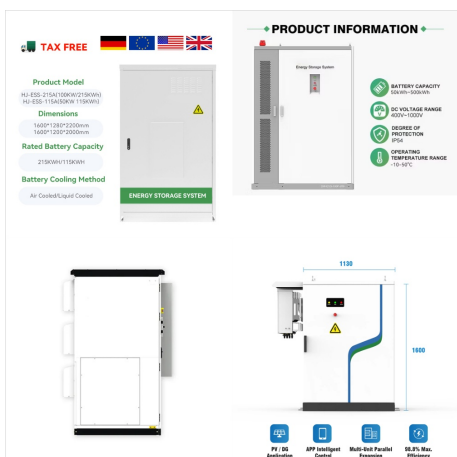 TAX FREE
Product Model
HJ-ESS-215A(100KW/215KWh)
HJ-ESS-115A(50KW 115KWh)
Dimensions
1600*1280*2200mm
1600*1200*2000mm
Rated Battery Capacity
215KWH/115KWH
Battery Cooling Method
Air Cooled/Liquid Cooled
ENERGY STORAGE SYSTEM
PRODUCT INFORMATION
Energy Storage System
BATTERY CAPACITY
50kWh~500kWh
DC VOLTAGE RANGE
400V~1000V
DEGREE OF
PROTECTION
IP54
OPERATING
TEMPERATURE RANGE
-10~50°C
1130
1600
PV / DG
Application
APP Intelligent
Control
Multi-Unit Parallel
Expansion
98.8% Max.
Efficiency